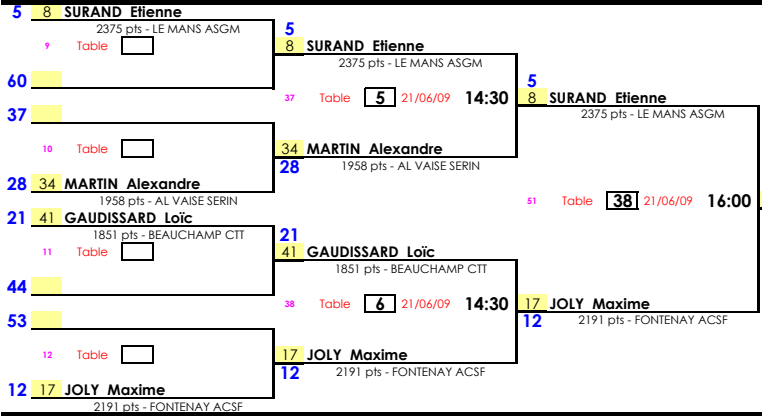 5 8 SURAND Etienne
2375 pts - LE MANS ASGM
9 Table
60
37
10 Table
28 34 MARTIN Alexandre
1958 pts - AL VAISE SERIN
21 41 GAUDISSARD Loïc
1851 pts - BEAUCHAMP CTT
11 Table
44
53
12 Table
12 17 JOLY Maxime
2191 pts - FONTENAY ACSF
5
8 SURAND Etienne
2375 pts - LE MANS ASGM
37 Table 5 21/06/09 14:30
34 MARTIN Alexandre
28 1958 pts - AL VAISE SERIN
21
41 GAUDISSARD Loïc
1851 pts - BEAUCHAMP CTT
38 Table 6 21/06/09 14:30
17 JOLY Maxime
12 2191 pts - FONTENAY ACSF
5
8 SURAND Etienne
2375 pts - LE MANS ASGM
51 Table 38 21/06/09 16:00
17 JOLY Maxime
12 2191 pts - FONTENAY ACSF